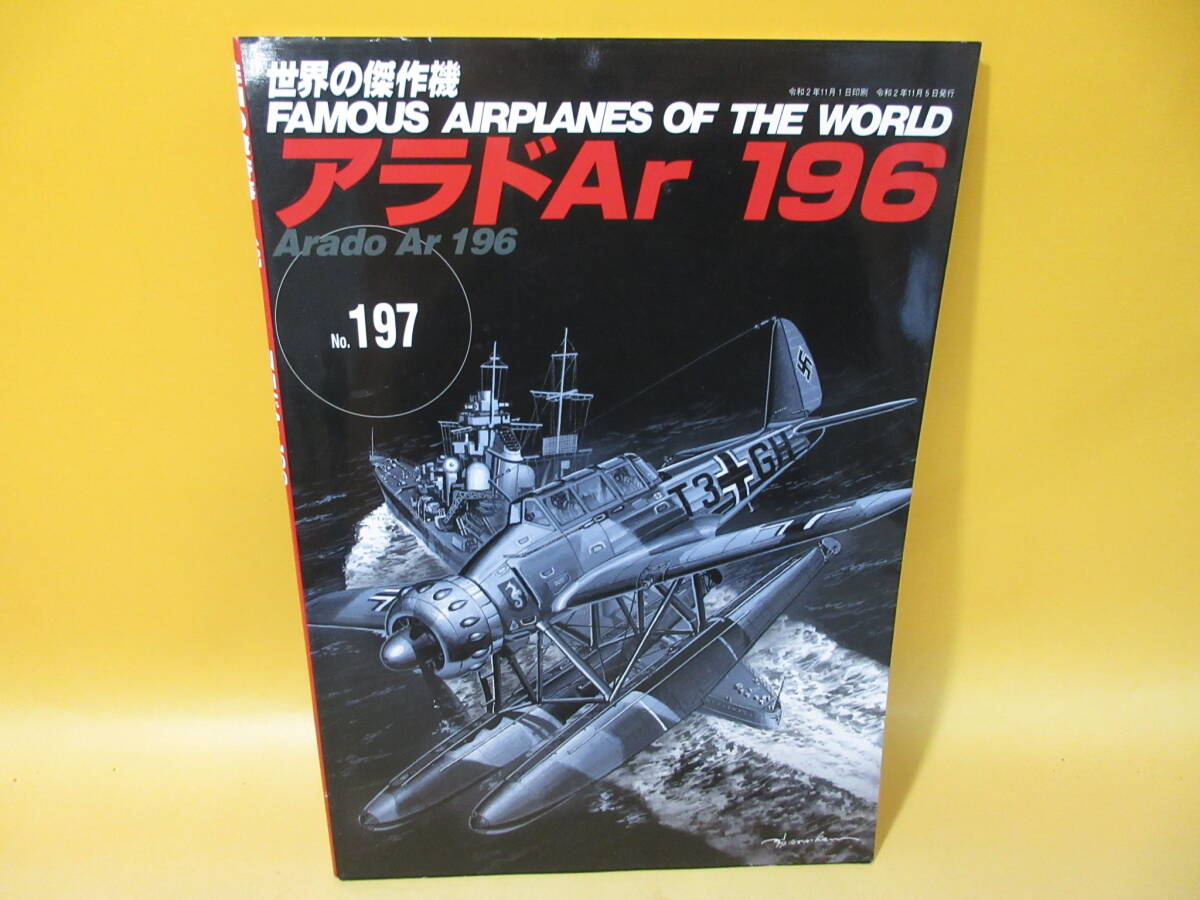 世界の傑作機
令和2年11月1日印刷 令和2年11月5日発行
FAMOUS AIRPLANES OF THE WORLD
アラドAr 196
Arado Ar 196
No.197
T3 GH